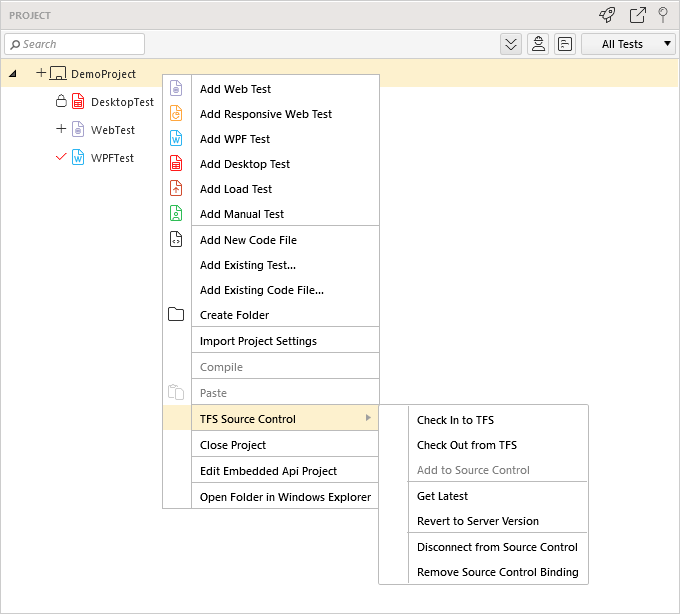 PROJECT
Search
All Tests
DemoProject
DesktopTest
WebTest
WPFTest
Add Web Test
Add Responsive Web Test
Add WPF Test
Add Desktop Test
Add Load Test
Add Manual Test
Add New Code File
Add Existing Test...
Add Existing Code File...
Create Folder
Import Project Settings
Compile
Paste
TFS Source Control
Close Project
Edit Embedded Api Project
Open Folder in Windows Explorer
Check In to TFS
Check Out from TFS
Add to Source Control
Get Latest
Revert to Server Version
Disconnect from Source Control
Remove Source Control Binding